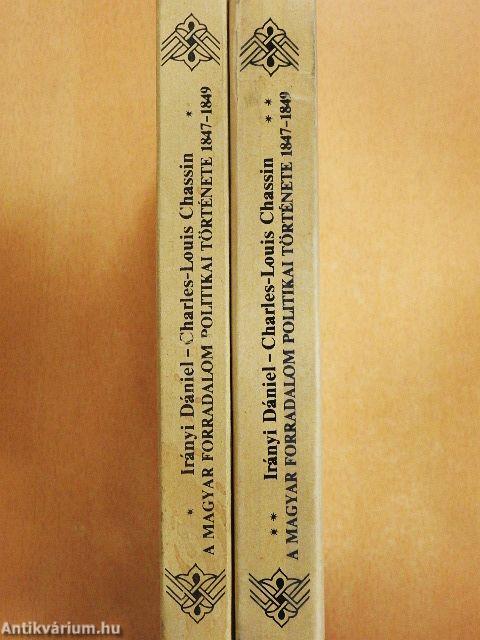 * Irányi Dániel – Charles-Louis Chassin *
A MAGYAR FORRADALOM POLITIKAI TÖRTÉNETE 1847–1849
* * Irányi Dániel – Charles-Louis Chassin * *
A MAGYAR FORRADALOM POLITIKAI TÖRTÉNETE 1847–1849
Antikvárium.hu